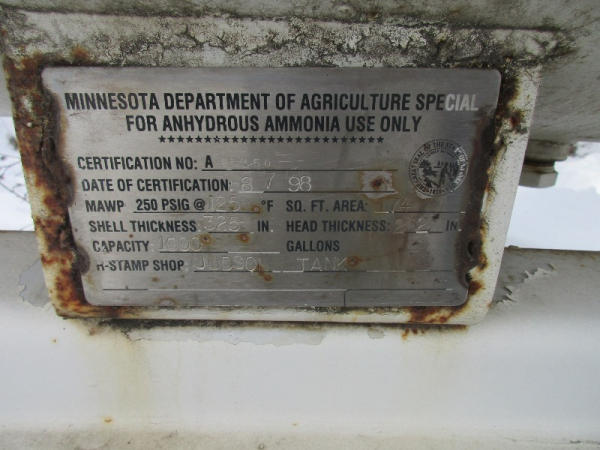 MINNESOTA DEPARTMENT OF AGRICULTURE SPECIAL
FOR ANHYDROUS AMMONIA USE ONLY
CERTIFICATION NO: A
DATE OF CERTIFICATION: 8 / 98
MAWP 250 PSIG @ 125 °F SQ. FT. AREA:
SHELL THICKNESS IN. HEAD THICKNESS: IN.
CAPACITY 1000 GALLONS
R-STAMP SHOP TANK